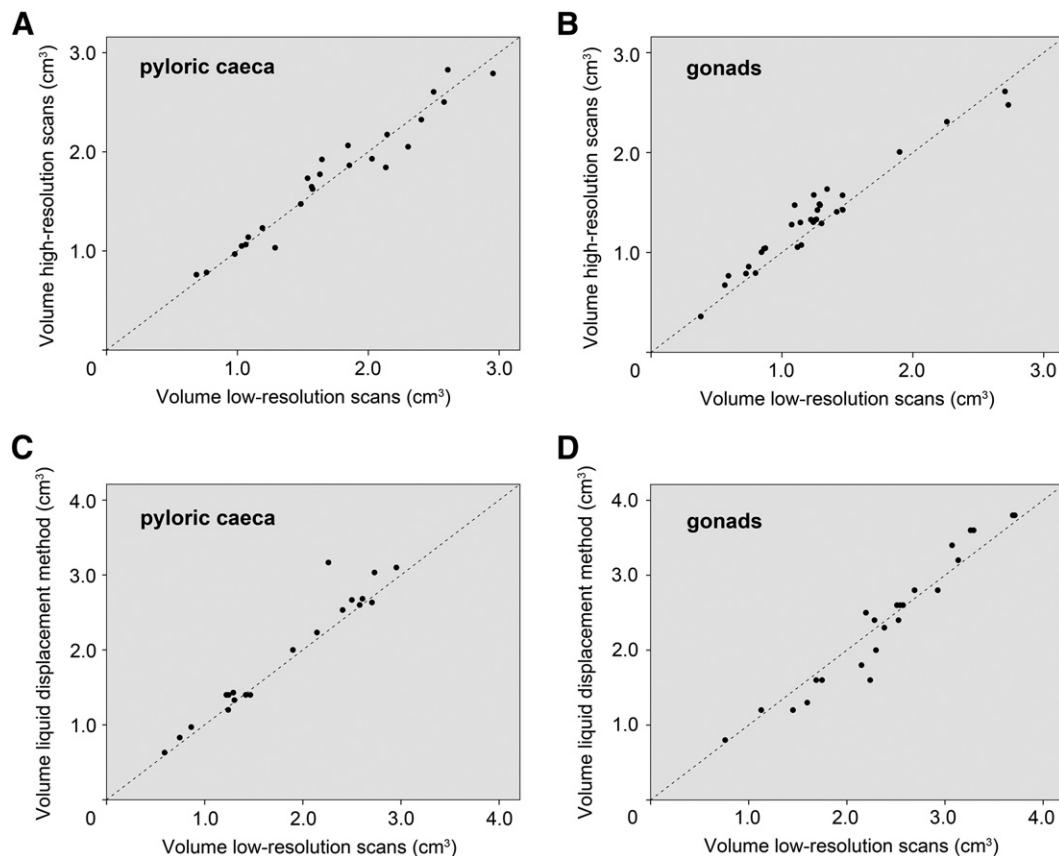 A
Volume high-resolution scans (cm³)
pyloric caeca
3.0
2.0
1.0
0
1.0
2.0
3.0
Volume low-resolution scans (cm³)
B
Volume high-resolution scans (cm³)
gonads
3.0
2.0
1.0
0
1.0
2.0
3.0
Volume low-resolution scans (cm³)
C
Volume liquid displacement method (cm³)
pyloric caeca
4.0
3.0
2.0
1.0
0
1.0
2.0
3.0
4.0
Volume low-resolution scans (cm³)
D
Volume liquid displacement method (cm³)
gonads
4.0
3.0
2.0
1.0
0
1.0
2.0
3.0
4.0
Volume low-resolution scans (cm³)